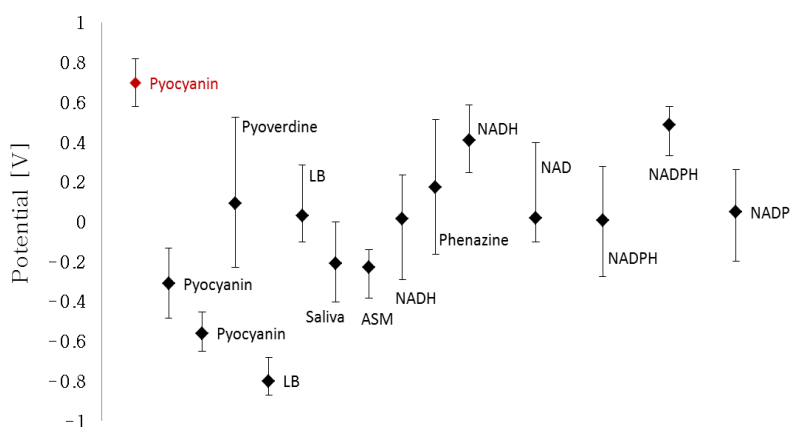 1
0.8
0.6
0.4
0.2
0
-0.2
-0.4
-0.6
-0.8
-1
Potential [V]
Pyocyanin
Pyocyanin
Pyocyanin
Pyoverdine
LB
LB
Saliva
ASM
NADH
Phenazine
NADH
NAD
NADPH
NADPH
NADP